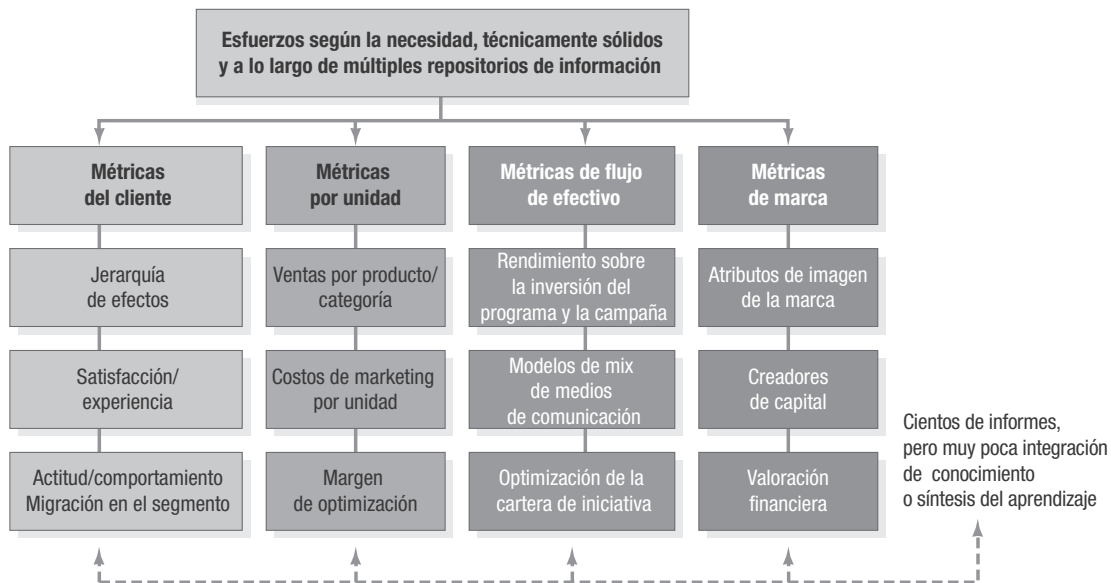 Esfuerzos según la necesidad, técnicamente sólidos
y a lo largo de múltiples repositorios de información
Métricas
del cliente
Jerarquía
de efectos
Satisfacción/
experiencia
Actitud/comportamiento
Migración en el segmento
Métricas
por unidad
Ventas por producto/
categoría
Costos de marketing
por unidad
Margen
de optimización
Métricas de flujo
de efectivo
Rendimiento sobre
la inversión del
programa y la campaña
Modelos de mix
de medios
de comunicación
Optimización de la
cartera de iniciativa
Métricas
de marca
Atributos de imagen
de la marca
Creadores
de capital
Valoración
financiera
Cientos de informes,
pero muy poca integración
de conocimiento
o síntesis del aprendizaje